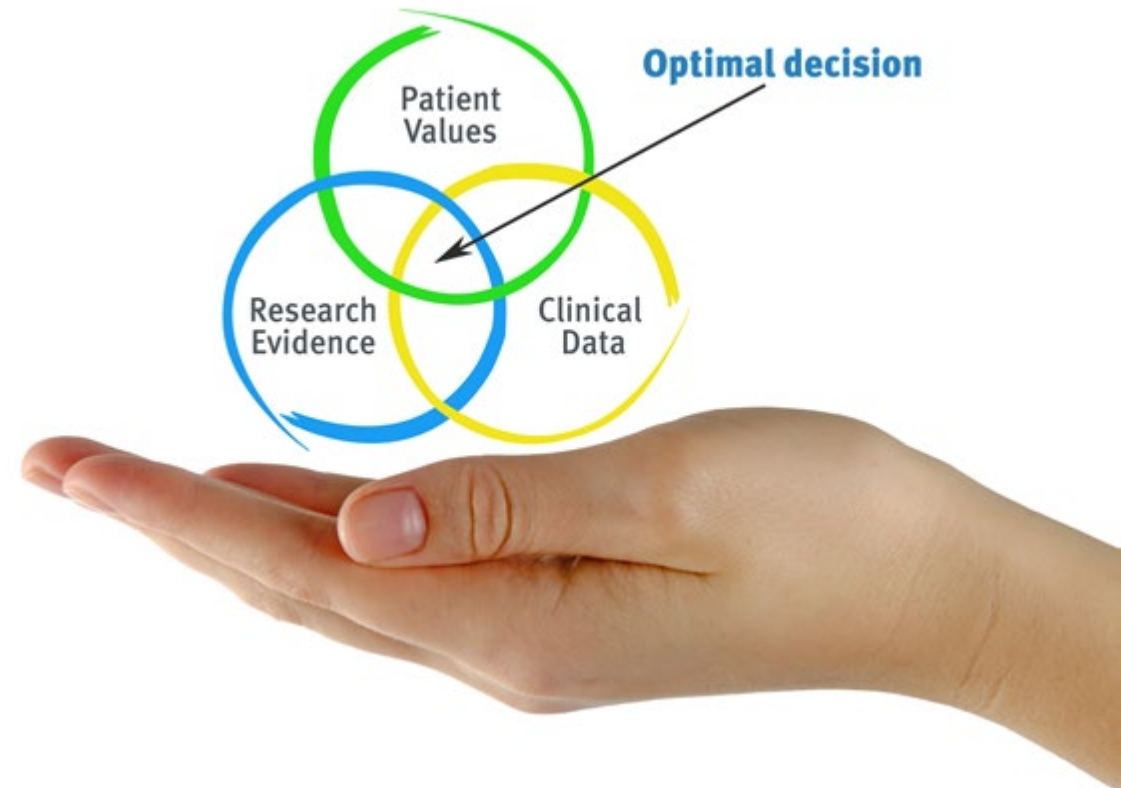 Optimal decision
Patient
Values
Research
Evidence
Clinical
Data